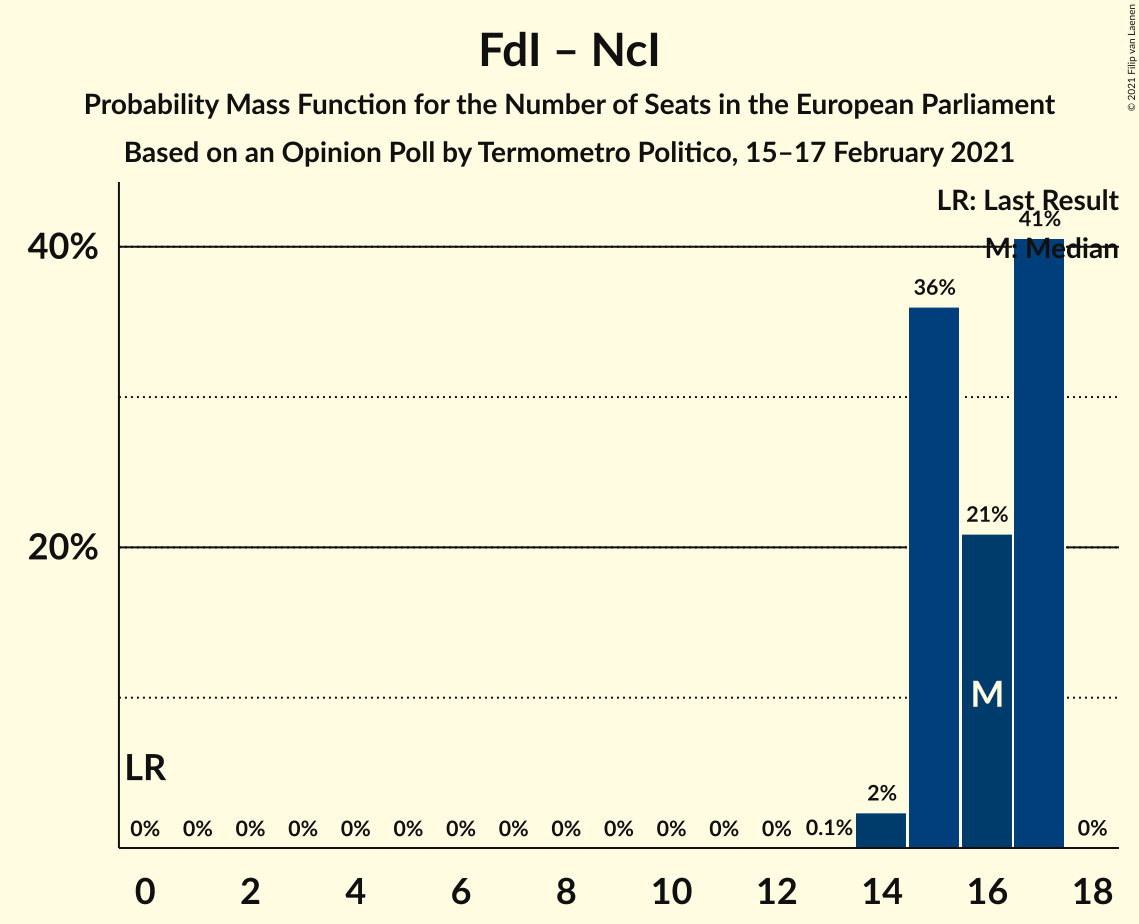 FdI – NcI
Probability Mass Function for the Number of Seats in the European Parliament
Based on an Opinion Poll by Termometro Politico, 15–17 February 2021
© 2021 Filip van Laenen
LR: Last Result
M: Median
40%
20%
41%
36%
21%
M
LR
2%
0% 0% 0% 0% 0% 0% 0% 0% 0% 0% 0% 0% 0% 0.1% 0%
0 2 4 6 8 10 12 14 16 18